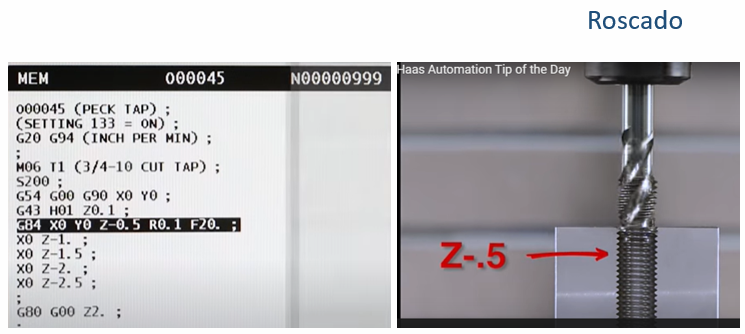 Roscado
MEM O00045 N00000999
O00045 (PECK TAP) ;
(SETTING 133 = ON) ;
G20 G94 (INCH PER MIN) ;
;
M06 T1 (3/4-10 CUT TAP) ;
S200 ;
G54 G00 G90 X0 Y0 ;
G43 H01 Z0.1 ;
G84 X0 Y0 Z-0.5 R0.1 F20. ;
X0 Z-1. ;
X0 Z-1.5 ;
X0 Z-2. ;
X0 Z-2.5 ;
;
G80 G00 Z2. ;
Haas Automation Tip of the Day
Z-.5